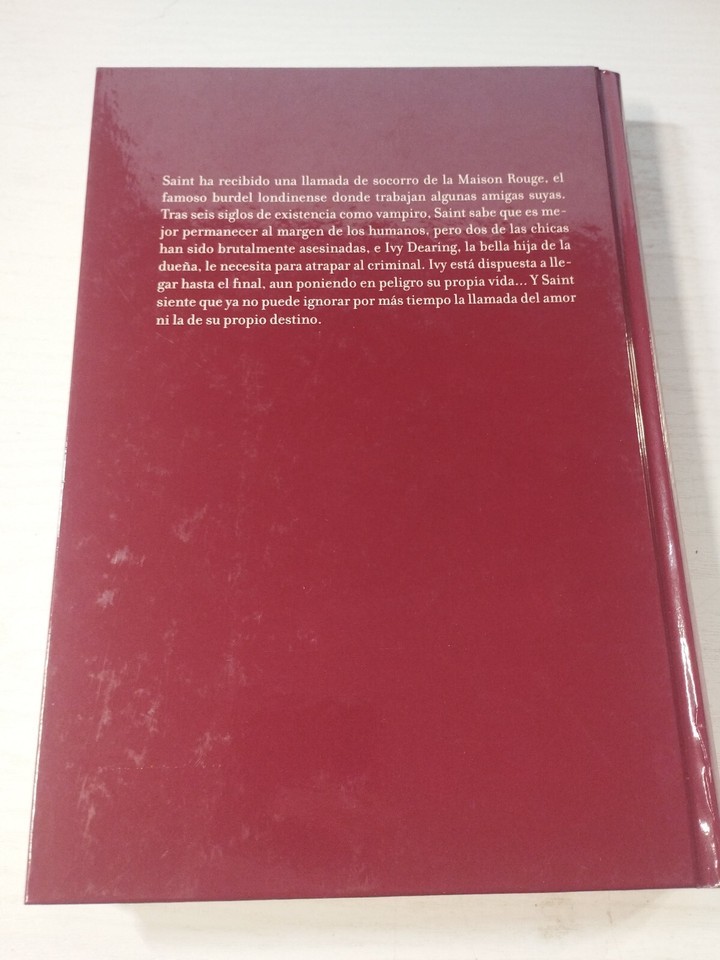 Saint ha recibido una llamada de socorro de la Maison Rouge, el
famoso burdel londinense donde trabajan algunas amigas suyas.
Tras seis siglos de existencia como vampiro, Saint sabe que es me-
jor permanecer al margen de los humanos, pero dos de las chicas
han sido brutalmente asesinadas, e Ivy Dearing, la bella hija de la
dueña, le necesita para atrapar al criminal. Ivy está dispuesta a lle-
gar hasta el final, aun poniendo en peligro su propia vida... Y Saint
siente que ya no puede ignorar por más tiempo la llamada del amor
ni la de su propio destino.